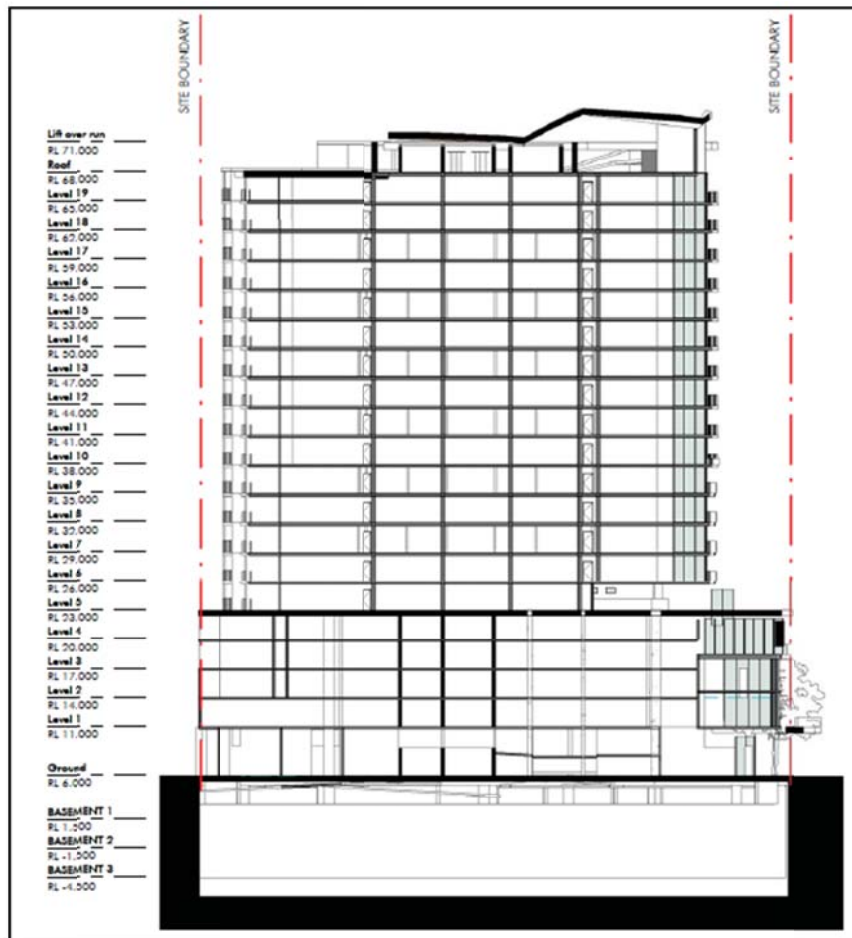 SITE BOUNDARY
SITE BOUNDARY
Lift over run
RL 71.000
Roof
RL 68.000
Level 19
RL 65.000
Level 18
RL 62.000
Level 17
RL 59.000
Level 16
RL 56.000
Level 15
RL 53.000
Level 14
RL 50.000
Level 13
RL 47.000
Level 12
RL 44.000
Level 11
RL 41.000
Level 10
RL 38.000
Level 9
RL 35.000
Level 8
RL 32.000
Level 7
RL 29.000
Level 6
RL 26.000
Level 5
RL 23.000
Level 4
RL 20.000
Level 3
RL 17.000
Level 2
RL 14.000
Level 1
RL 11.000
Ground
RL 6.000
BASEMENT 1
RL 1.500
BASEMENT 2
RL -1.500
BASEMENT 3
RL -4.500